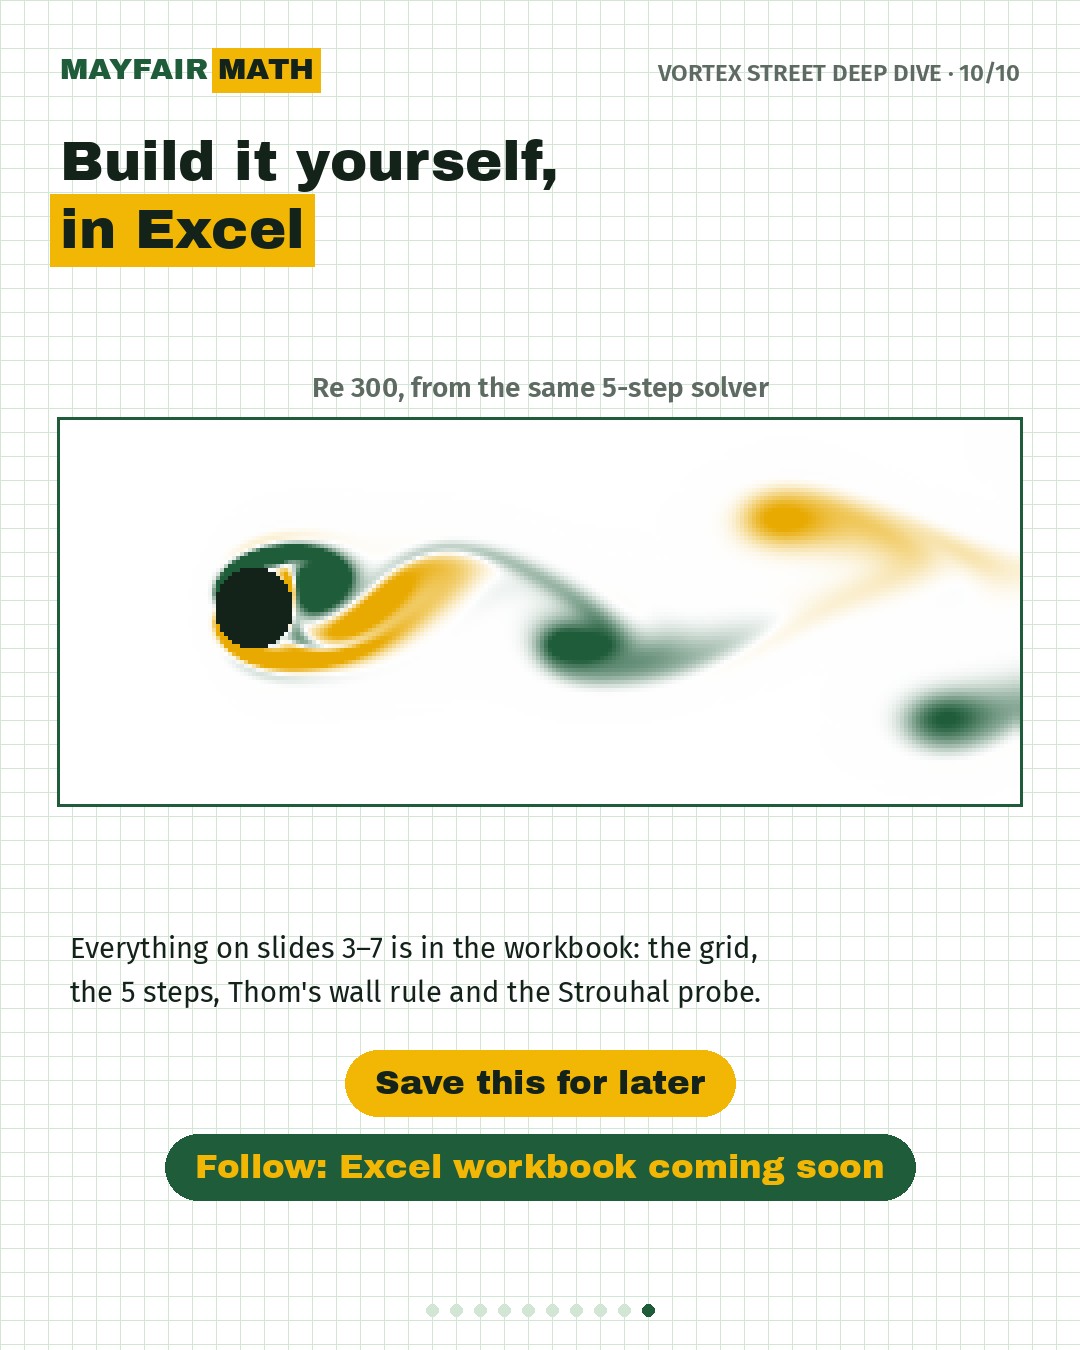 MAYFAIR MATH
VORTEX STREET DEEP DIVE · 10/10
Build it yourself,
in Excel
Re 300, from the same 5-step solver
Everything on slides 3–7 is in the workbook: the grid,
the 5 steps, Thom's wall rule and the Strouhal probe.
Save this for later
Follow: Excel workbook coming soon